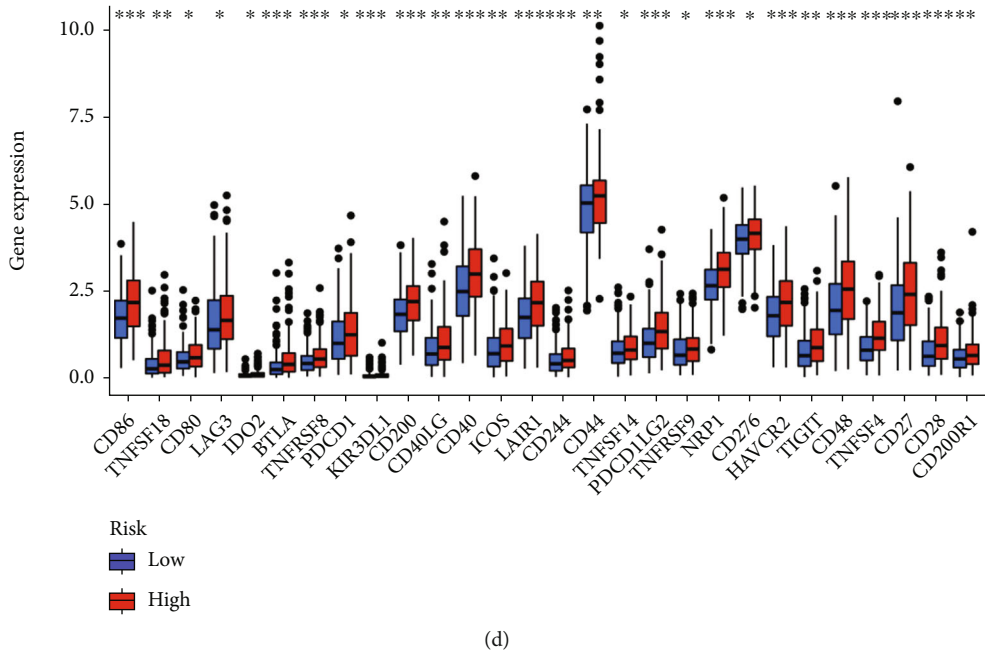 *** ** * * * *** *** * *** *** ** *** ** *** *** ** * *** * *** * *** ** *** *** *** *** **
10.0
7.5
5.0
2.5
0.0
Gene expression
CD86
TNFSF18
CD80
LAG3
IDO2
BTLA
TNFRSF8
PDCD1
KIR3DL1
CD200
CD40LG
CD40
ICOS
LAIR1
CD244
CD44
TNFSF14
PDCD1LG2
TNFRSF9
NRP1
CD276
HAVCR2
TIGIT
CD48
TNFSF4
CD27
CD28
CD200R1
Risk
Low
High
(d)